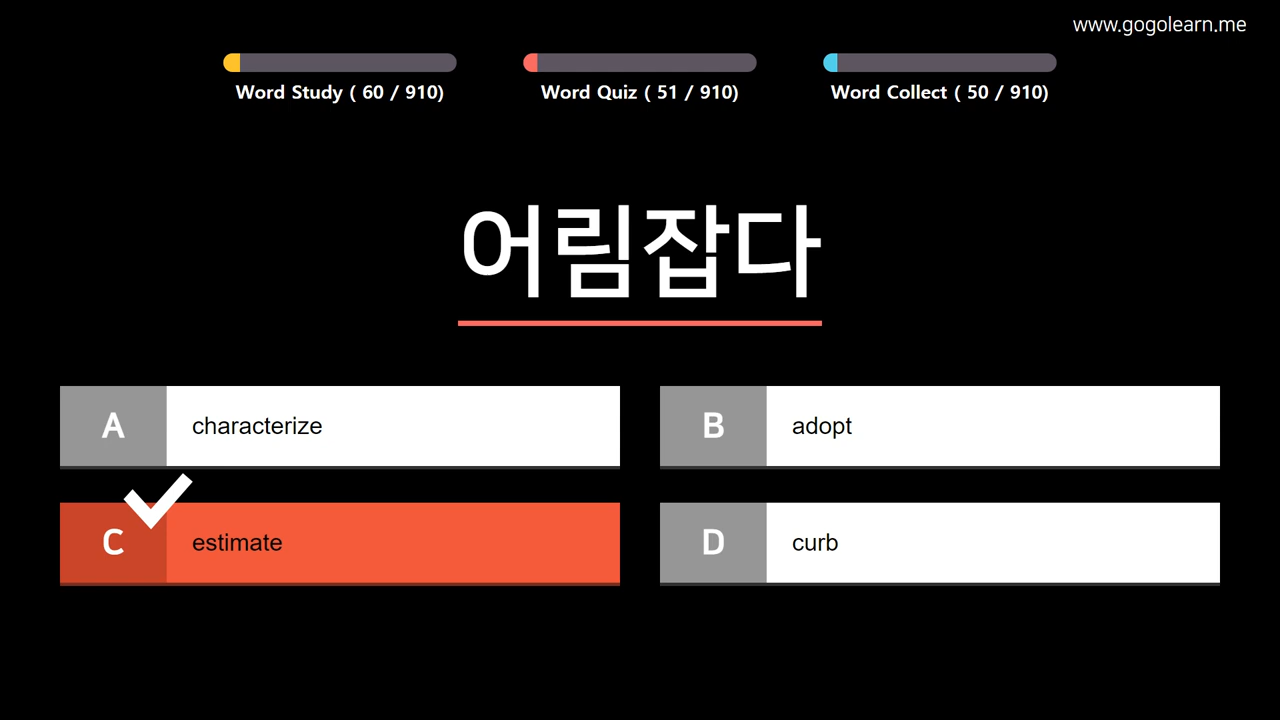 www.gogolearn.me
Word Study ( 60 / 910)
Word Quiz ( 51 / 910)
Word Collect ( 50 / 910)
어림잡다
A characterize
B adopt
C estimate
D curb